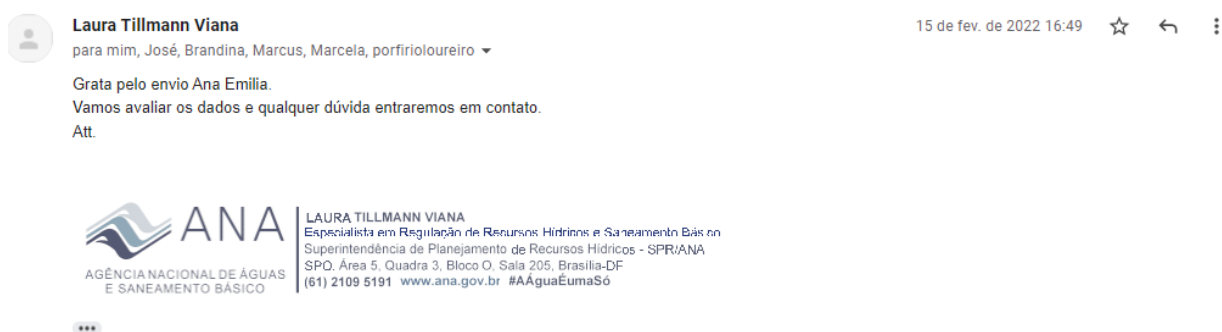 Laura Tillmann Viana
15 de fev. de 2022 16:49
para mim, José, Brandina, Marcus, Marcela, porfirioloureiro
Grata pelo envio Ana Emilia.
Vamos avaliar os dados e qualquer dúvida entraremos em contato.
Att.
ANA
AGÊNCIA NACIONAL DE ÁGUAS
E SANEAMENTO BÁSICO
LAURA TILLMANN VIANA
Especialista em Regulação de Recursos Hídricos e Saneamento Básico
Superintendência de Planejamento de Recursos Hídricos - SPR/ANA
SPO, Área 5, Quadra 3, Bloco O, Sala 205, Brasília-DF
(61) 2109 5191 www.ana.gov.br #AÁguaÉumaSó